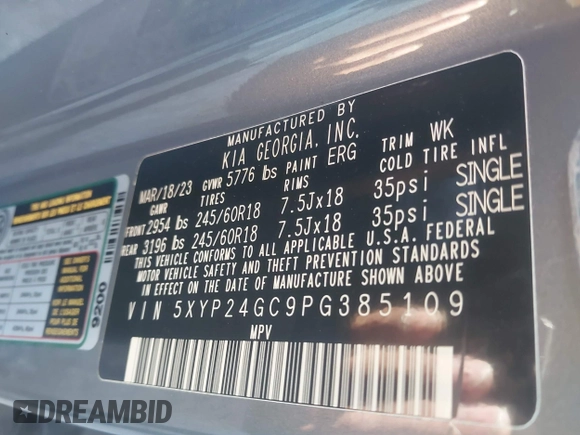 MANUFACTURED BY
KIA GEORGIA, INC.
MAR/18/23 GVWR 5776 lbs PAINT ERG TRIM WK
GAWR TIRES RIMS COLD TIRE INFL
FRONT 2954 lbs 245/60R18 7.5Jx18 35psi SINGLE
REAR 3196 lbs 245/60R18 7.5Jx18 35psi SINGLE
THIS VEHICLE CONFORMS TO ALL APPLICABLE U.S.A. FEDERAL
MOTOR VEHICLE SAFETY AND THEFT PREVENTION STANDARDS
IN EFFECT ON THE DATE OF MANUFACTURE SHOWN ABOVE.
VIN 5XYP24GC9PG385109
MPV
9200
DREAMBID